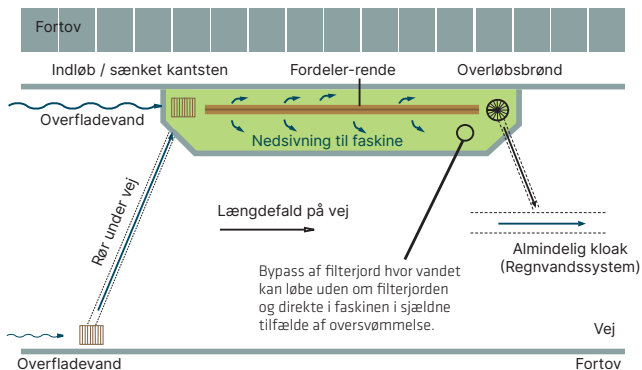 Fortov
Indløb / sænket kantsten
Fordeler-rende
Overløbsbrønd
Overfladevand
Nedsivning til faskine
Rør under vej
Længdefald på vej
Almindelig kloak
(Regnvandssystem)
Bypass af filterjord hvor vandet
kan løbe uden om filterjorden
og direkte i faskinen i sjældne
tilfælde af oversvømmelse.
Vej
Overfladevand
Fortov